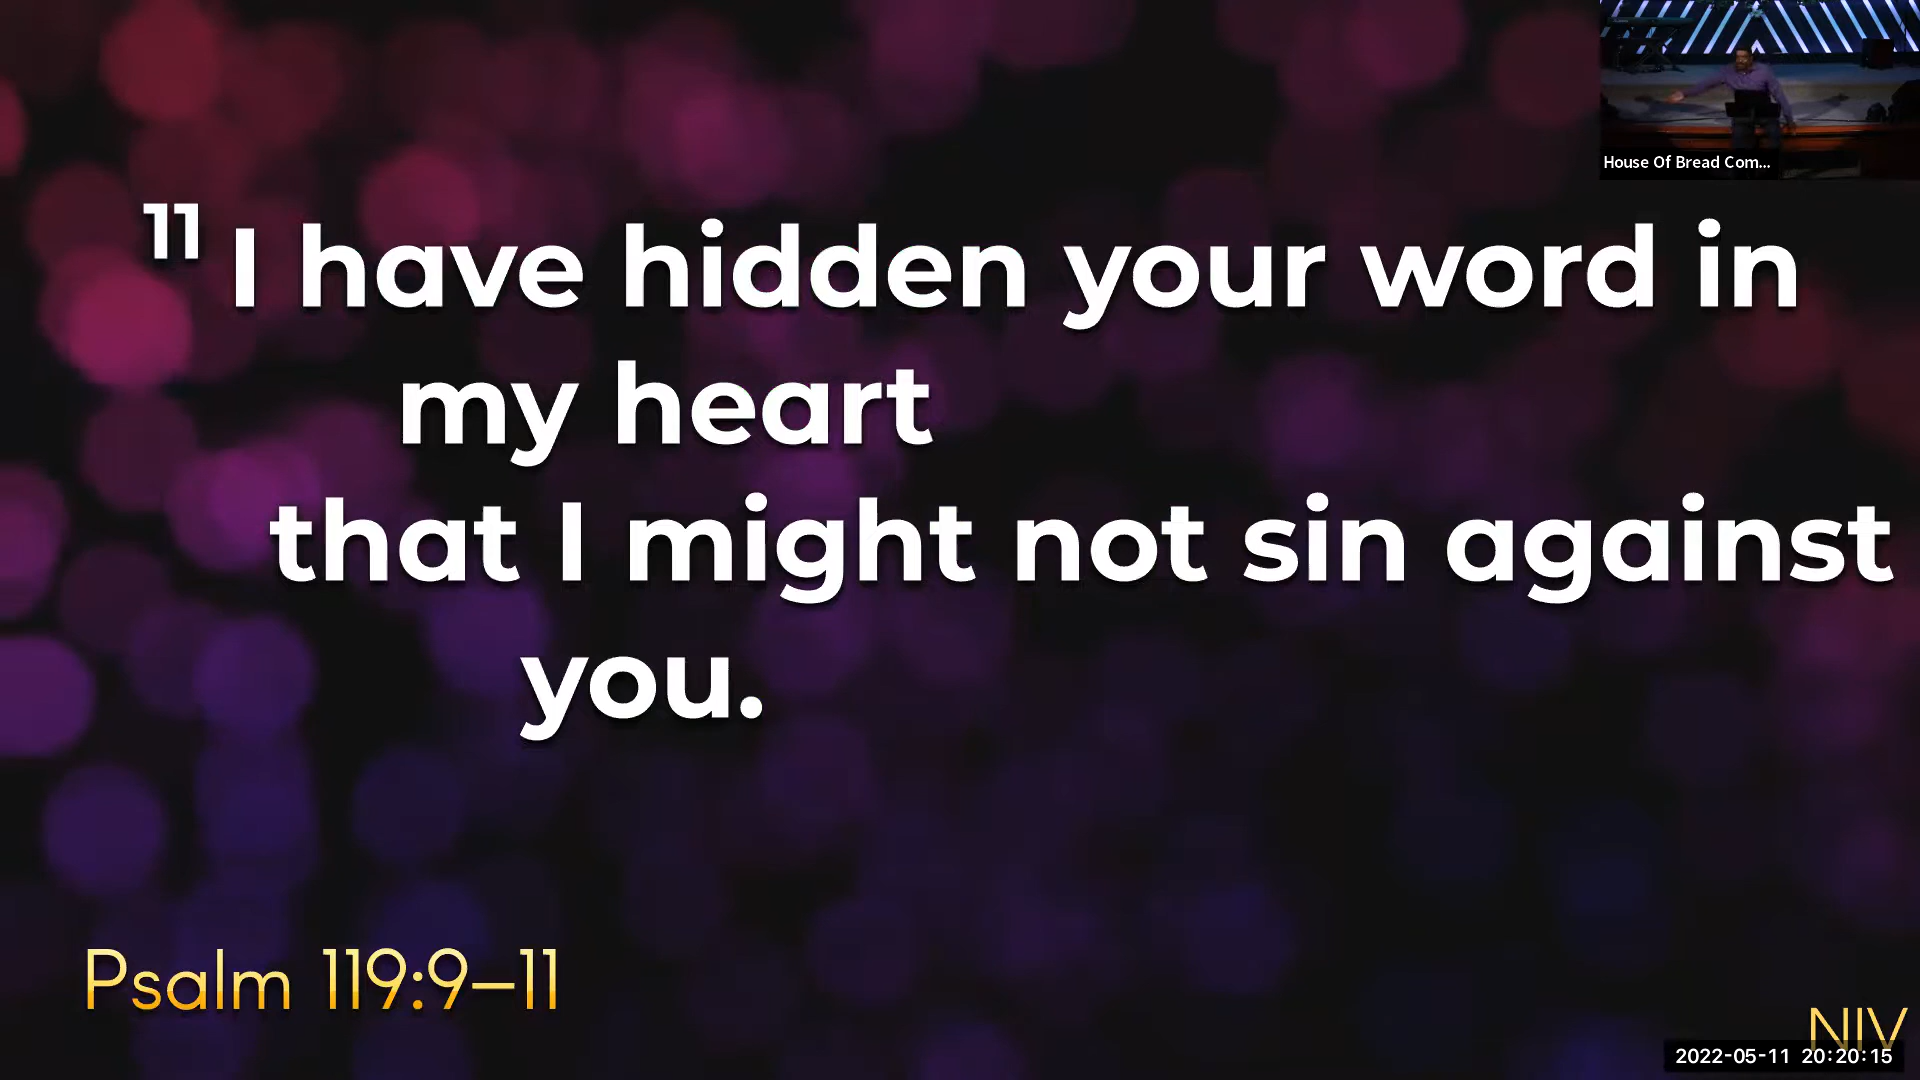 House Of Bread Com...
11 I have hidden your word in
my heart
that I might not sin against
you.
Psalm 119:9–11
NIV
2022-05-11 20:20:15